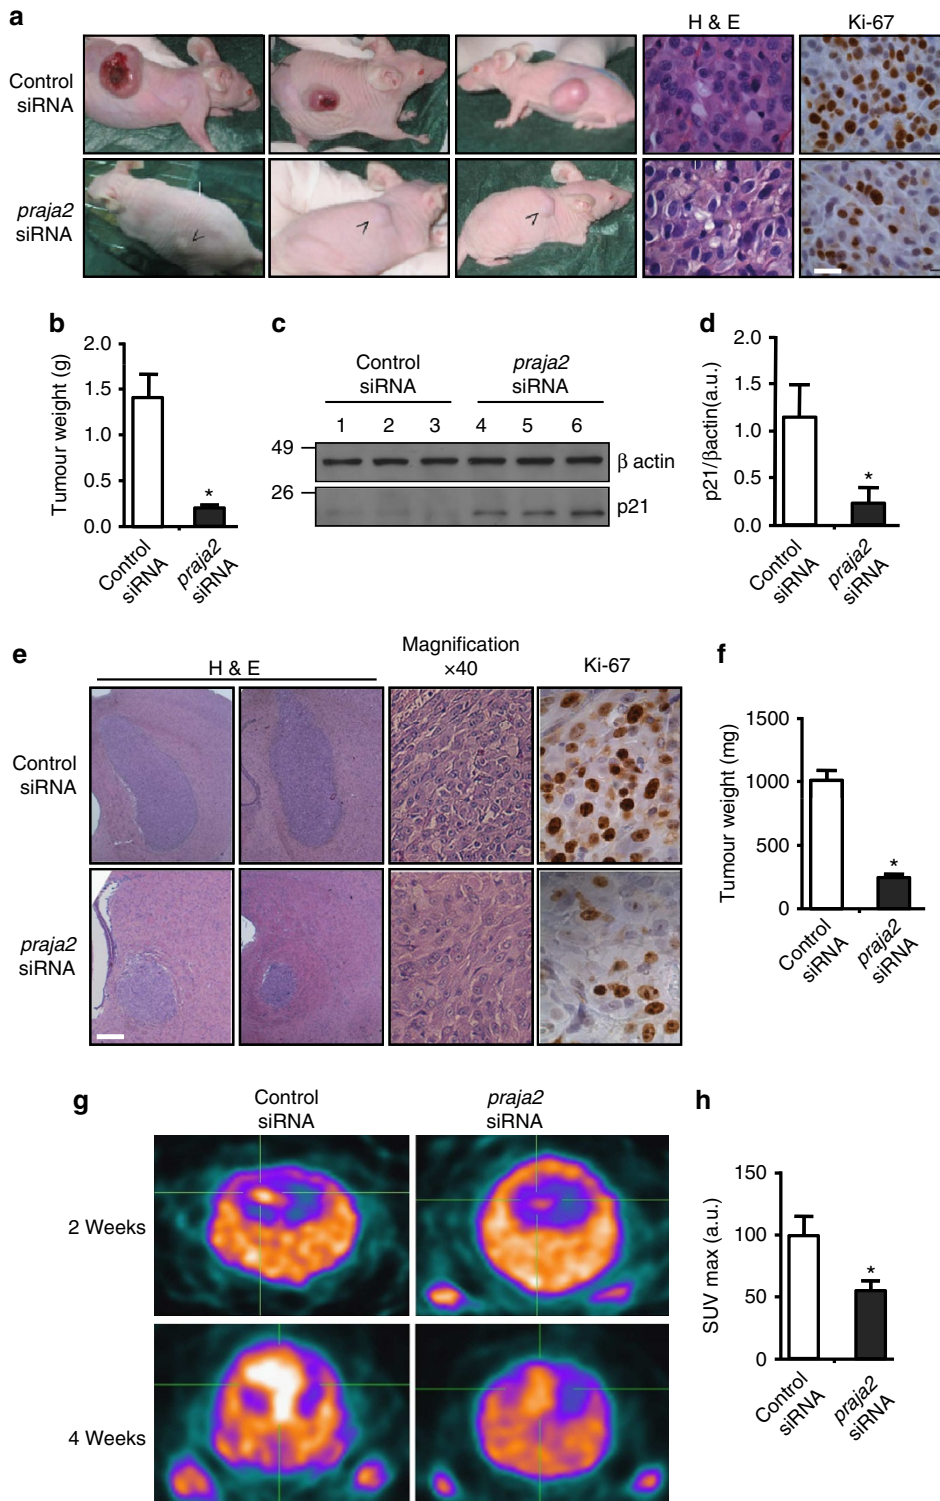 a
H & E
Ki-67
Control
siRNA
praja2
siRNA
b
Tumour weight (g)
2.0
1.5
1.0
0.5
0.0
*
Control
siRNA
praja2
siRNA
c
Control
siRNA
praja2
siRNA
1 2 3 4 5 6
49
β actin
26
p21
d
p21/βactin(a.u.)
2.0
1.5
1.0
0.5
0.0
*
Control
siRNA
praja2
siRNA
e
H & E
Magnification
×40
Ki-67
Control
siRNA
praja2
siRNA
f
Tumour weight (mg)
1500
1000
500
0
*
Control
siRNA
praja2
siRNA
g
Control
siRNA
praja2
siRNA
2 Weeks
4 Weeks
h
SUV max (a.u.)
150
100
50
0
*
Control
siRNA
praja2
siRNA